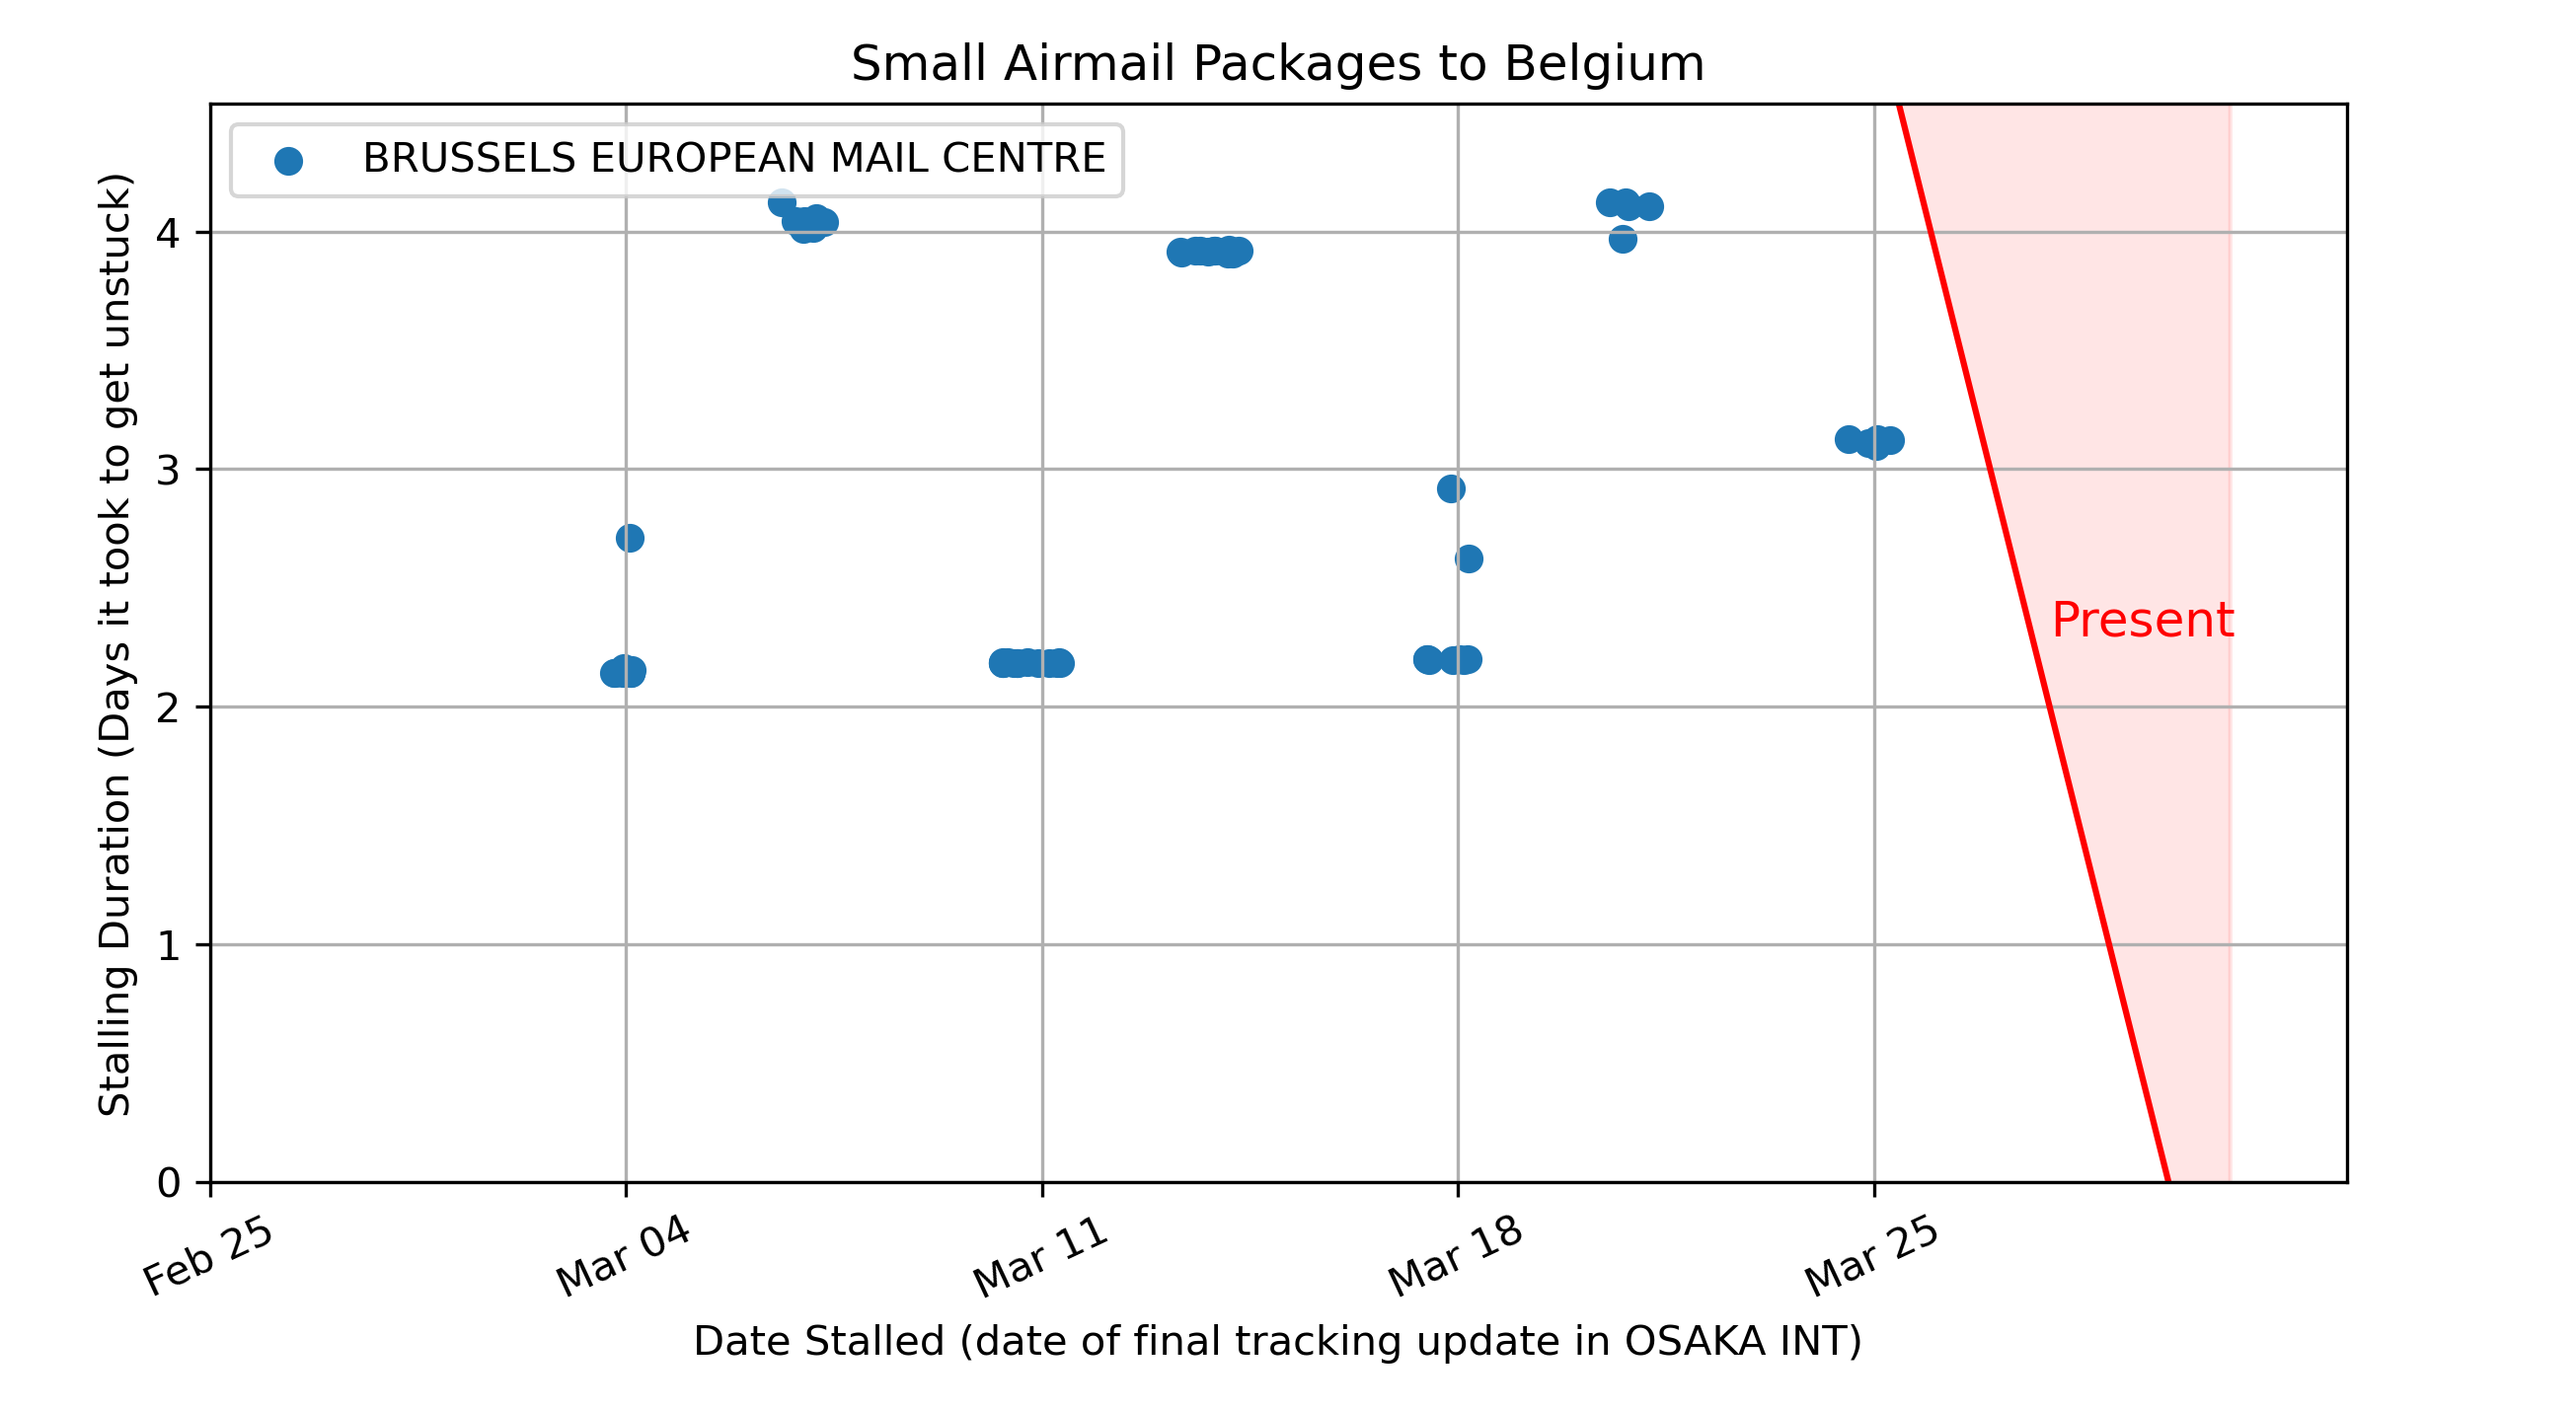 Small Airmail Packages to Belgium
BRUSSELS EUROPEAN MAIL CENTRE
Stalling Duration (Days it took to get unstuck)
4
3
2
1
0
Present
Feb 25
Mar 04
Mar 11
Mar 18
Mar 25
Date Stalled (date of final tracking update in OSAKA INT)